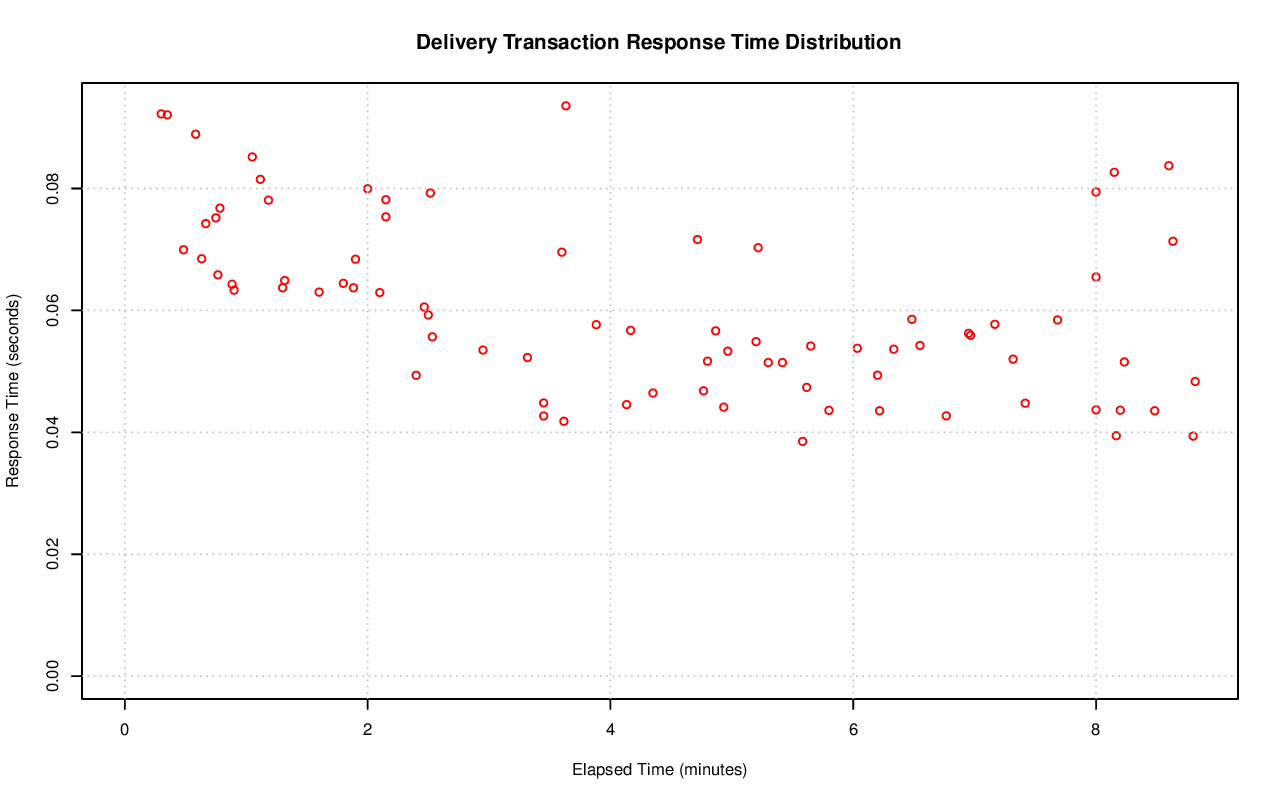 Delivery Transaction Response Time Distribution
Response Time (seconds)
0.08
0.06
0.04
0.02
0.00
0 2 4 6 8
Elapsed Time (minutes)